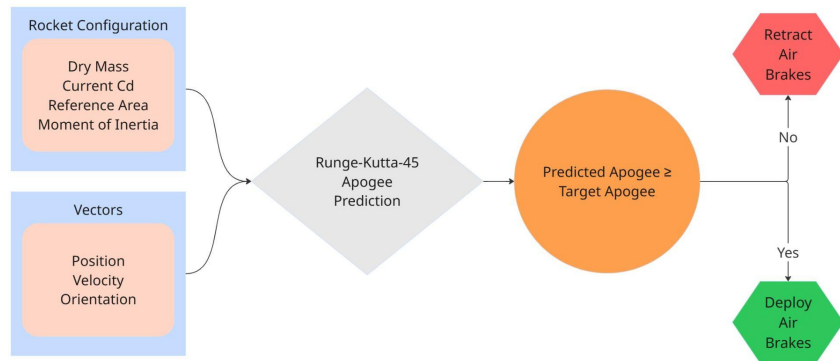 Rocket Configuration
Dry Mass
Current Cd
Reference Area
Moment of Inertia
Vectors
Position
Velocity
Orientation
Runge-Kutta-45
Apogee
Prediction
Predicted Apogee ≥
Target Apogee
Retract
Air
Brakes
No
Yes
Deploy
Air
Brakes